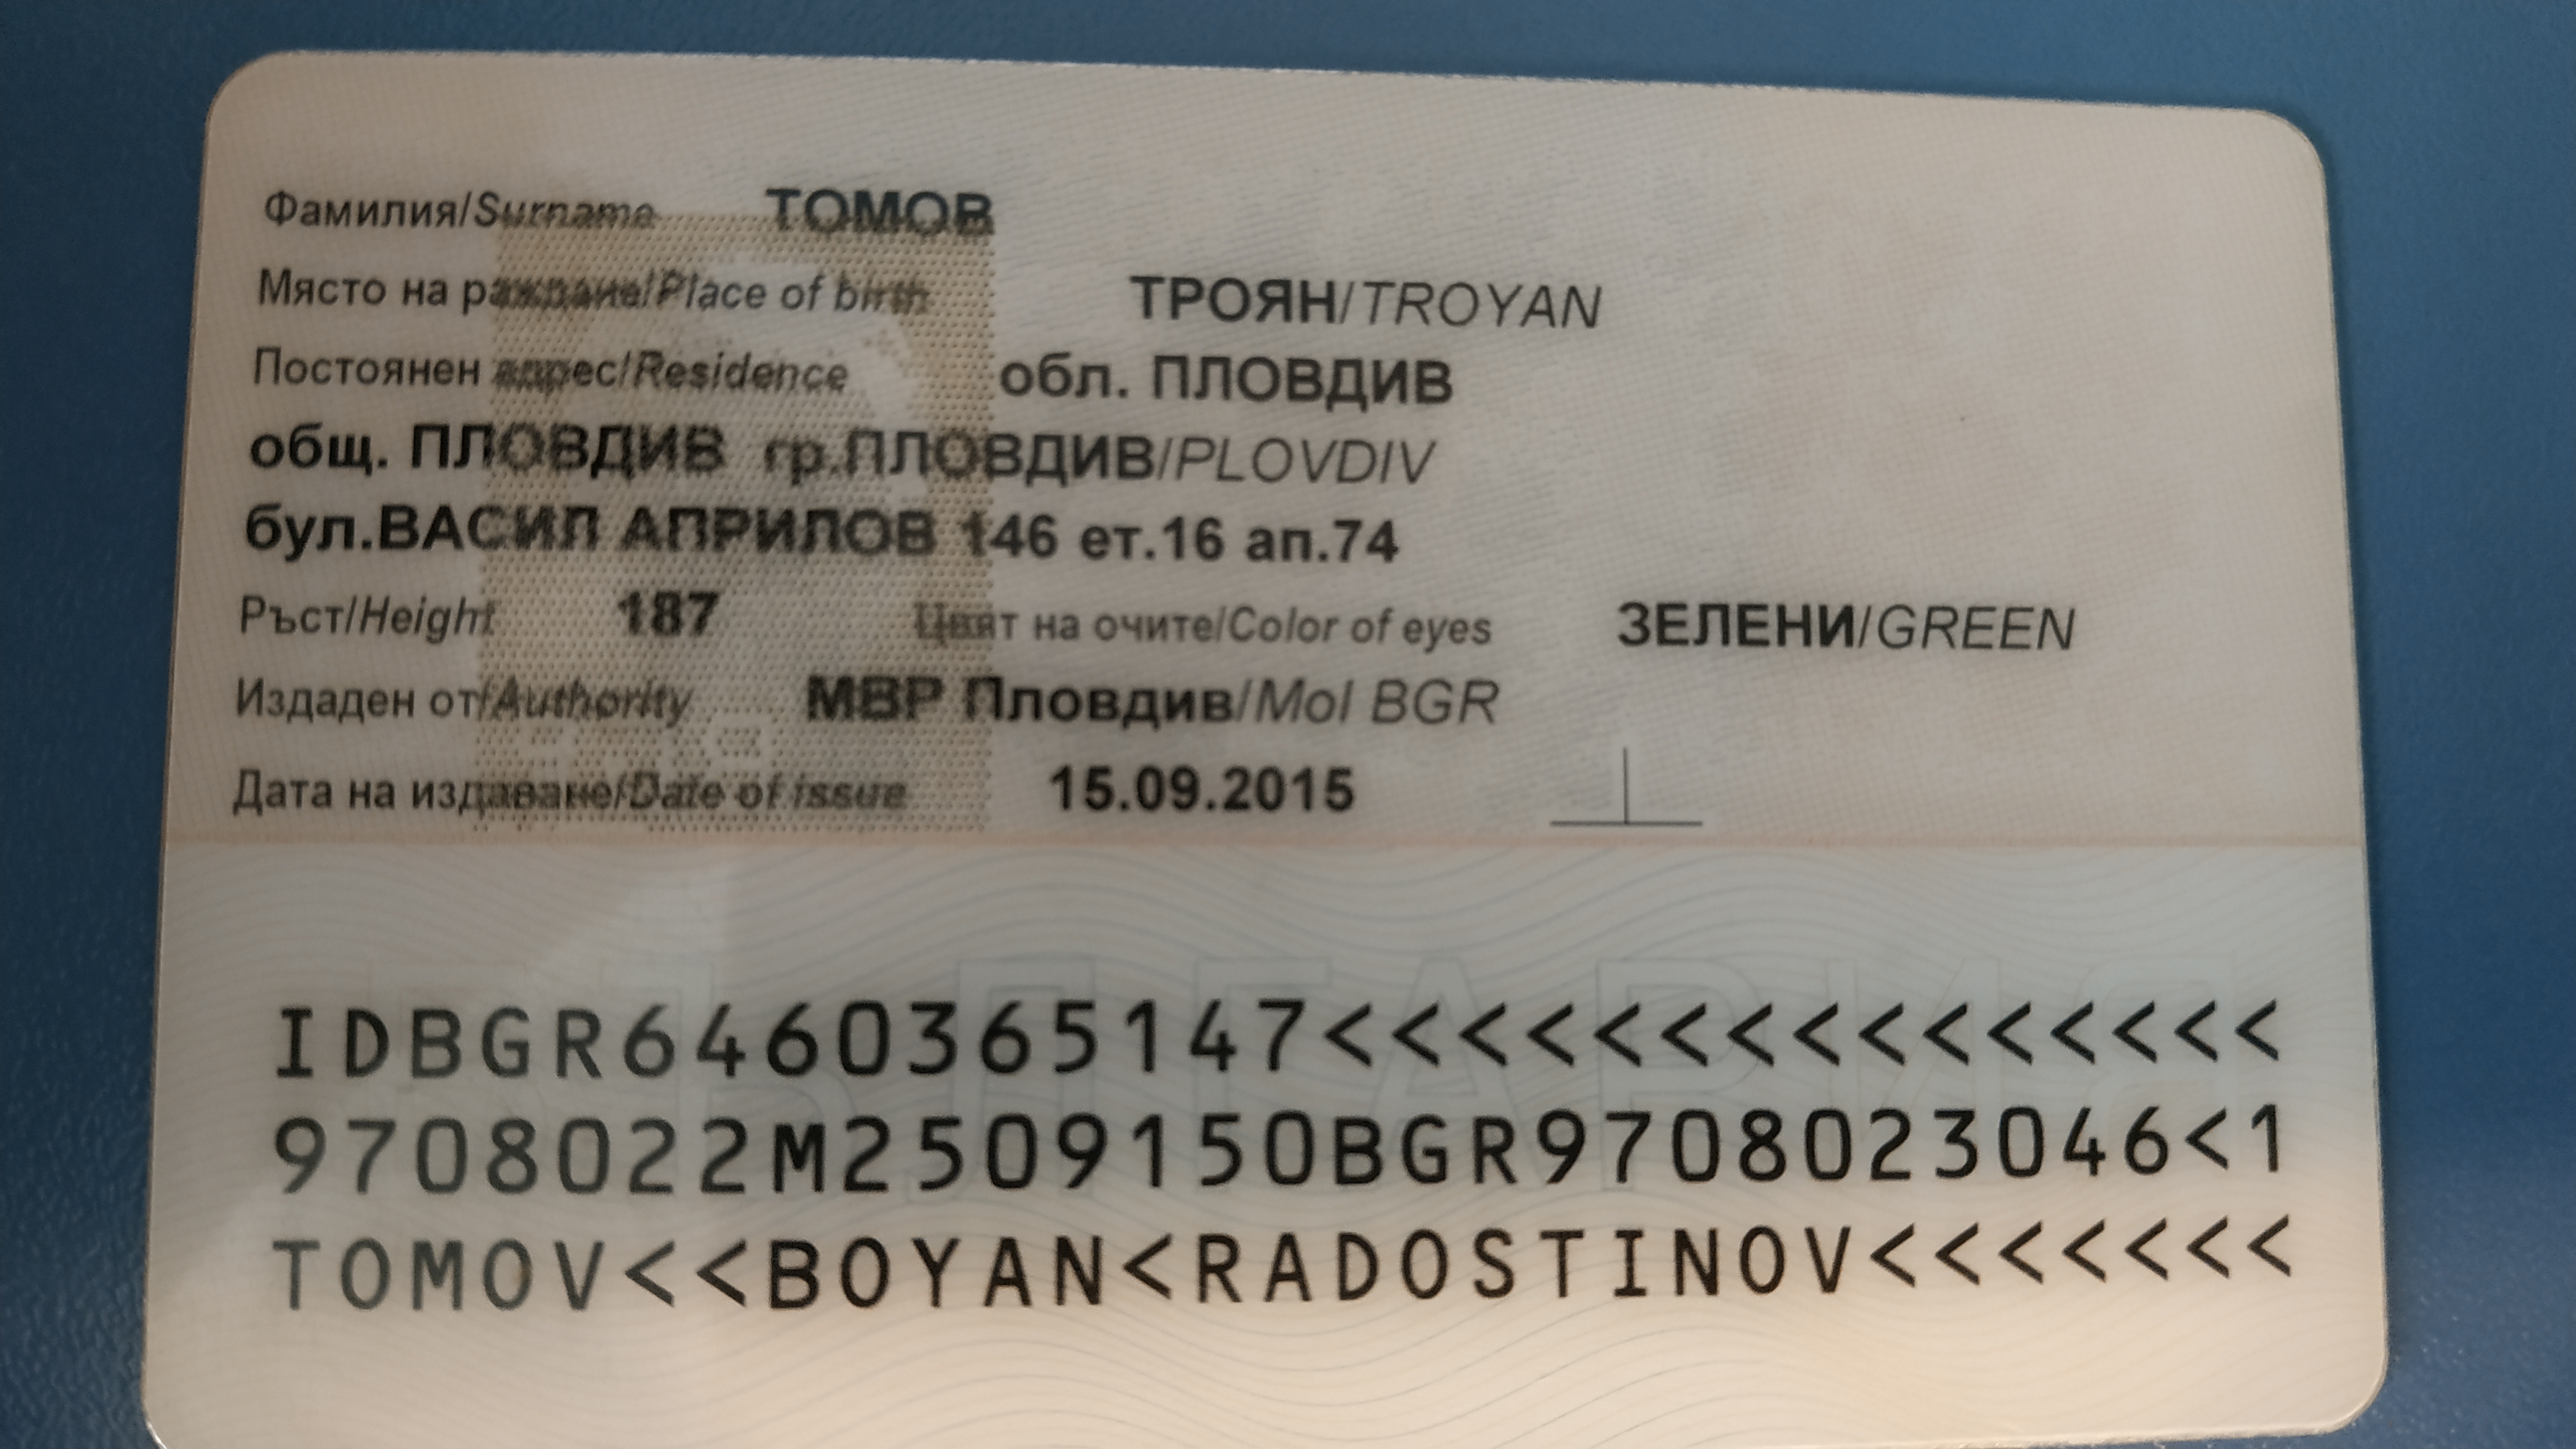 Фамилия/Surname ТОМОВ
Място на раждане/Place of birth ТРОЯН/TROYAN
Постоянен адрес/Residence обл. ПЛОВДИВ
общ. ПЛОВДИВ гр.ПЛОВДИВ/PLOVDIV
бул.ВАСИЛ АПРИЛОВ 146 ет.16 ап.74
Ръст/Height 187 Цвят на очите/Color of eyes ЗЕЛЕНИ/GREEN
Издаден от/Authority МВР Пловдив/MoI BGR
Дата на издаване/Date of issue 15.09.2015
IDBGR6460365147<<<<<<<<<<<<<<<
9708022M2509150BGR9708023046<1
TOMOV<<BOYAN<RADOSTINOV<<<<<<<